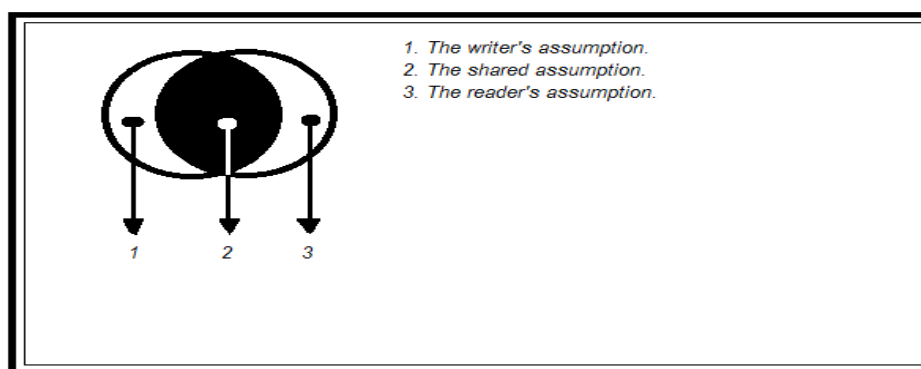 1. The writer's assumption.
2. The shared assumption.
3. The reader's assumption.
1 2 3